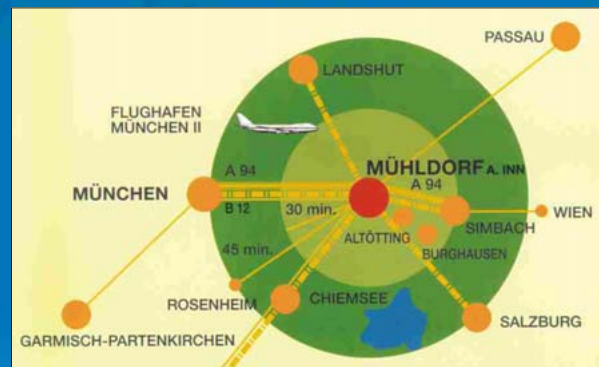 PASSAU
LANDSHUT
FLUGHAFEN
MÜNCHEN II
A 94
MÜHLDORF A. INN
A 94
MÜNCHEN
B 12
30 min.
WIEN
SIMBACH
ALTÖTTING
BURGHAUSEN
45 min.
ROSENHEIM
CHIEMSEE
SALZBURG
GARMISCH-PARTENKIRCHEN